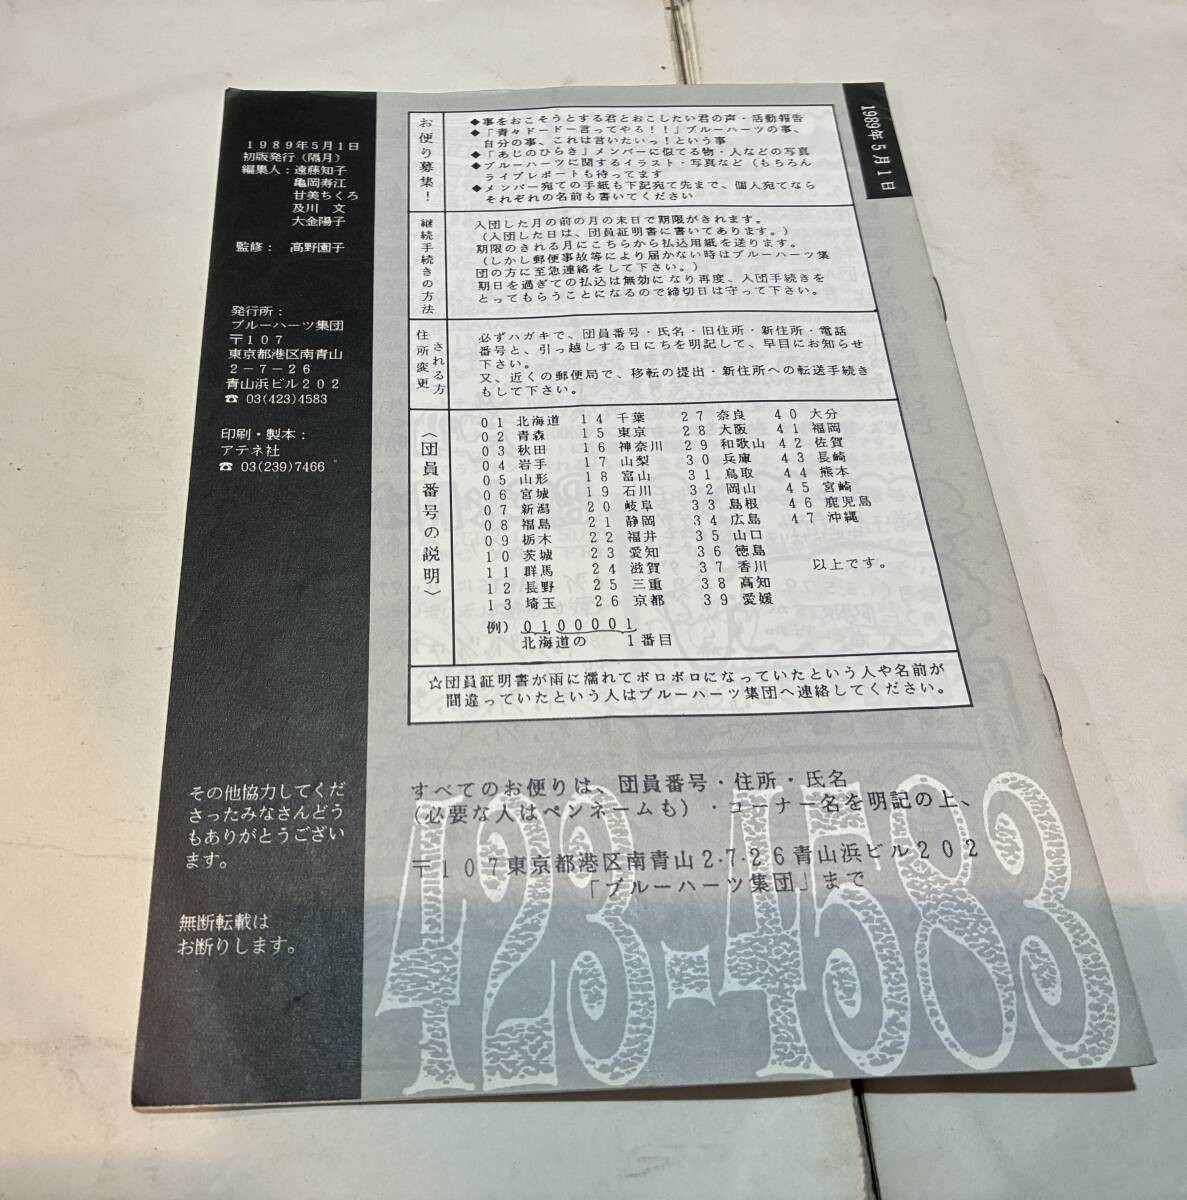 1989年5月1日
初版発行（隔月）
編集人：遠藤知子
亀岡寿江
甘美ちくろ
及川　文
大金陽子
監修：　高野園子
発行所：
ブルーハーツ集団
〒107
東京都港区南青山
2－7－26
青山浜ビル202
☎ 03(423)4583
印刷・製本：
アテネ社
☎ 03(239)7466
その他協力してくだ
さったみなさんどう
もありがとうござい
ます。
無断転載は
お断りします。
1989年5月1日
お便り募集！
◆事をおこそうとする君とおこしたい君の声・活動報告
◆「青々ドードー言ってやる！！」ブルーハーツの事、
自分の事、これは言いたいっ！という事
◆「あじのひらき」メンバーに似てる物・人などの写真
◆ブルーハーツに関するイラスト・写真など（もちろん
ライブレポートも待ってます
◆メンバー宛ての手紙も下記宛て先まで、個人宛てなら
それぞれの名前も書いてください
継続手続きの方法
入団した月の前の月の末日で期限がきれます。
（入団した日は、団員証明書に書いてあります。）
期限のきれる月にこちらから払込用紙を送ります。
（しかし郵便事故等により届かない時はブルーハーツ集
団の方に至急連絡をして下さい。）
期日を過ぎての払込は無効になり再度、入団手続きを
とってもらうことになるので締切日は守って下さい。
住所変更
される方
必ずハガキで、団員番号・氏名・旧住所・新住所・電話
番号と、引っ越しする日にちを明記して、早目にお知らせ
下さい。
又、近くの郵便局で、移転の提出・新住所への転送手続き
もして下さい。
〈団員番号の説明〉
01 北海道 14 千葉 27 奈良 40 大分
02 青森 15 東京 28 大阪 41 福岡
03 秋田 16 神奈川 29 和歌山 42 佐賀
04 岩手 17 山梨 30 兵庫 43 長崎
05 山形 18 富山 31 鳥取 44 熊本
06 宮城 19 石川 32 岡山 45 宮崎
07 新潟 20 岐阜 33 島根 46 鹿児島
08 福島 21 静岡 34 広島 47 沖縄
09 栃木 22 福井 35 山口
10 茨城 23 愛知 36 徳島
11 群馬 24 滋賀 37 香川 以上です。
12 長野 25 三重 38 高知
13 埼玉 26 京都 39 愛媛
例）0100001
北海道の　1番目
☆団員証明書が雨に濡れてボロボロになっていたという人や名前が
間違っていたという人はブルーハーツ集団へ連絡してください。
すべてのお便りは、団員番号・住所・氏名
（必要な人はペンネームも）・コーナー名を明記の上、
〒107東京都港区南青山2-7-26青山浜ビル202
「ブルーハーツ集団」まで
423-4583